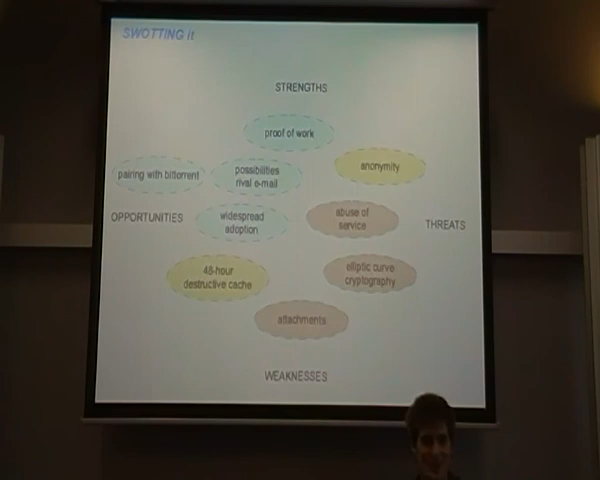 SWOTTING it
STRENGTHS
proof of work
anonymity
pairing with bittorrent
possibilities
rival e-mail
OPPORTUNITIES
widespread
adoption
abuse of
service
THREATS
48-hour
destructive cache
elliptic curve
cryptography
attachments
WEAKNESSES